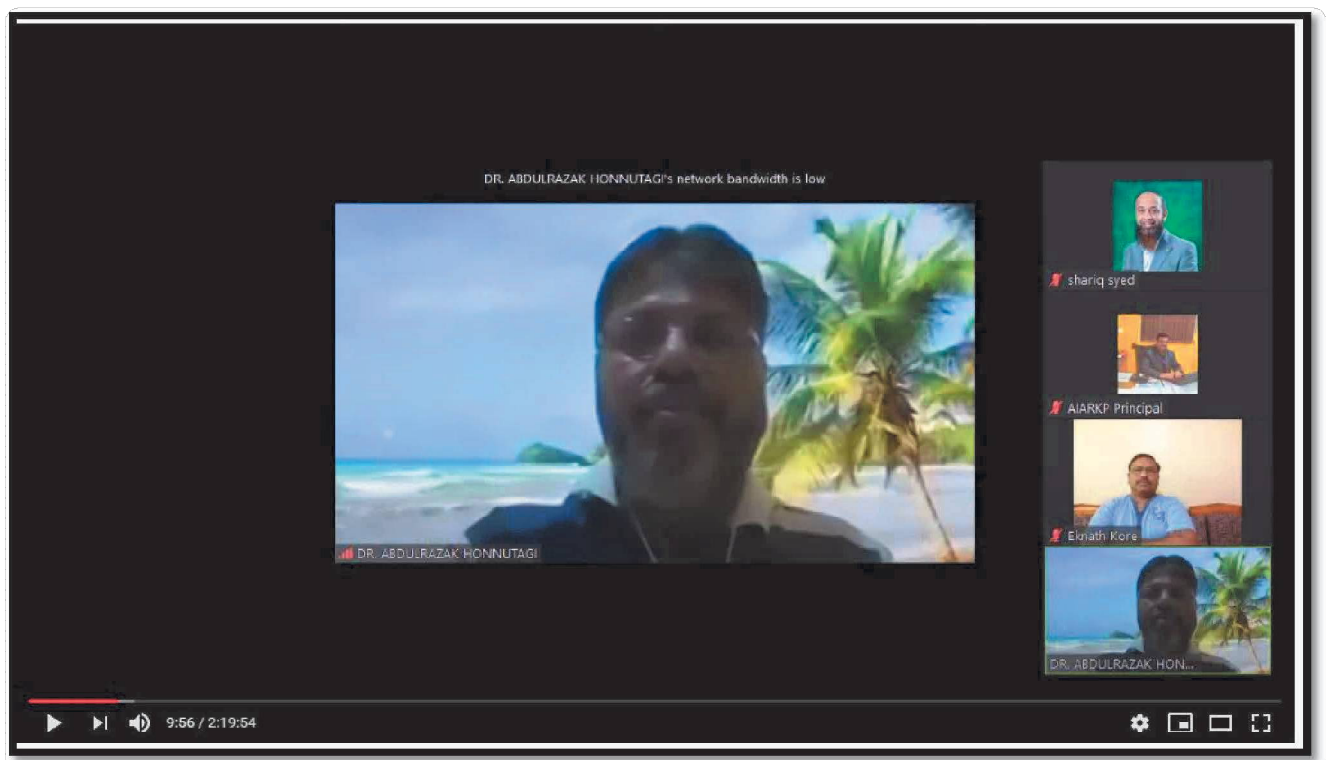 DR. ABDULRAZAK HONNUTAGI's network bandwidth is low
shariq syed
AIARKP Principal
Eknath Kore
DR. ABDULRAZAK HONNUTAGI
DR. ABDULRAZAK HON...
9:56 / 2:19:54